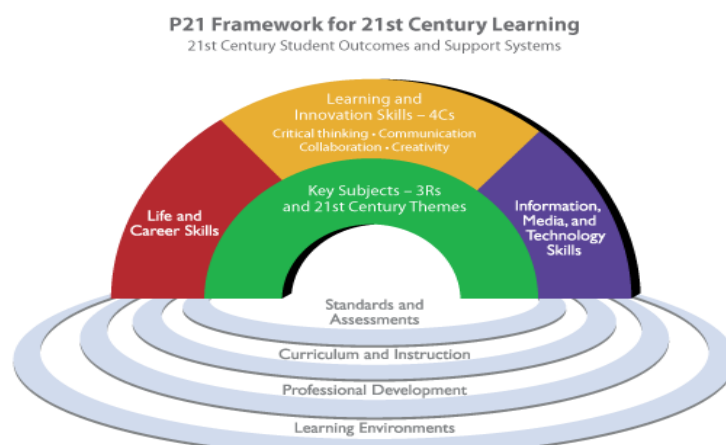 P21 Framework for 21st Century Learning
21st Century Student Outcomes and Support Systems
Learning and
Innovation Skills – 4Cs
Critical thinking • Communication
Collaboration • Creativity
Key Subjects – 3Rs
and 21st Century Themes
Life and
Career Skills
Information,
Media, and
Technology
Skills
Standards and
Assessments
Curriculum and Instruction
Professional Development
Learning Environments